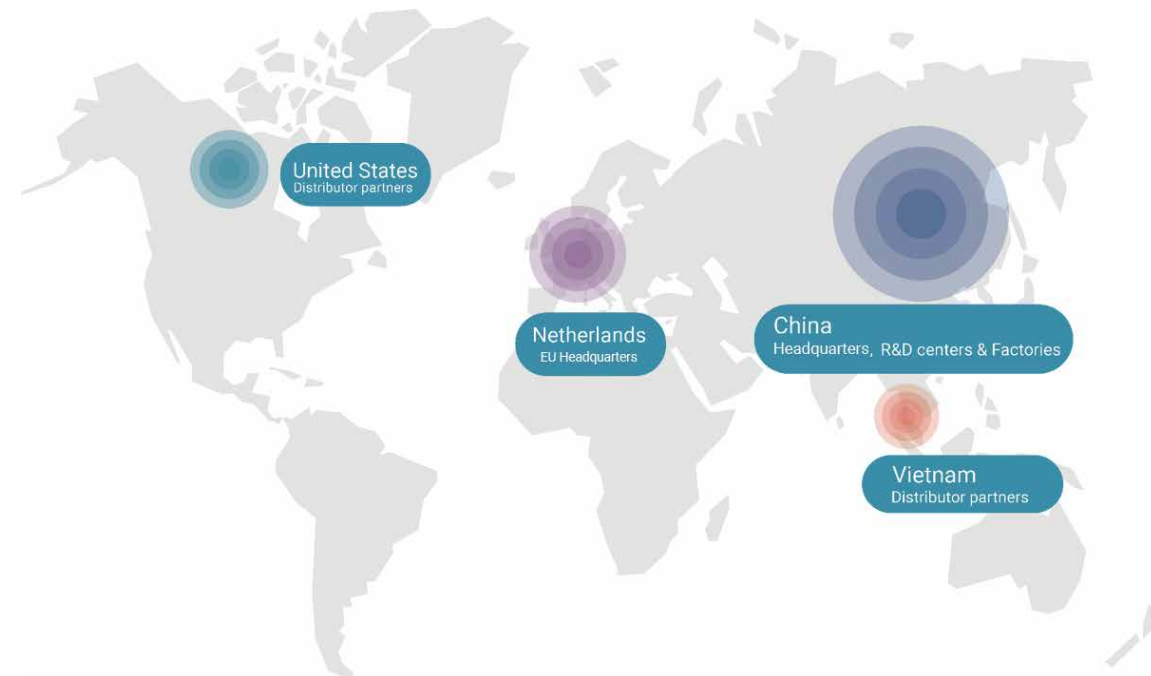 United States
Distributor partners
Netherlands
EU Headquarters
China
Headquarters, R&D centers & Factories
Vietnam
Distributor partners